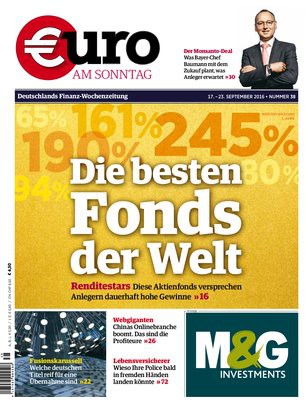 €uro
AM SONNTAG
Der Monsanto-Deal
Was Bayer-Chef
Baumann mit dem
Zukauf plant, was
Anleger erwartet »30
Deutschlands Finanz-Wochenzeitung
17. – 23. SEPTEMBER 2016 • NUMMER 38
65% 161% 245%
190% 80%
94%
Die besten
Fonds
der Welt
Renditestars Diese Aktienfonds versprechen
Anlegern dauerhaft hohe Gewinne »16
Fusionskarussell
Welche deutschen
Titel reif für eine
Übernahme sind »22
Webgiganten
Chinas Onlinebranche
boomt. Das sind die
Profiteure »26
Lebensversicherer
Wieso Ihre Police bald
in fremden Händen
landen könnte »72
M&G
INVESTMENTS